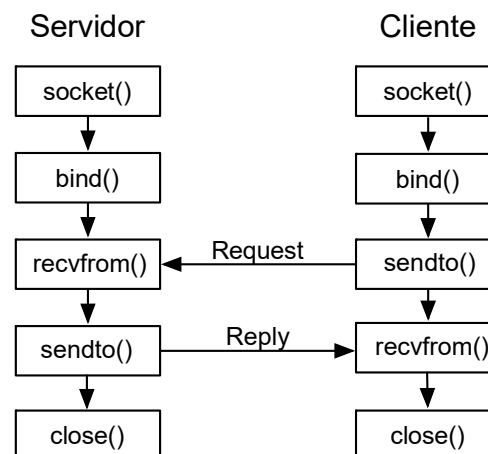 Servidor
Cliente
socket()
socket()
bind()
bind()
recvfrom()
Request
sendto()
sendto()
Reply
recvfrom()
close()
close()